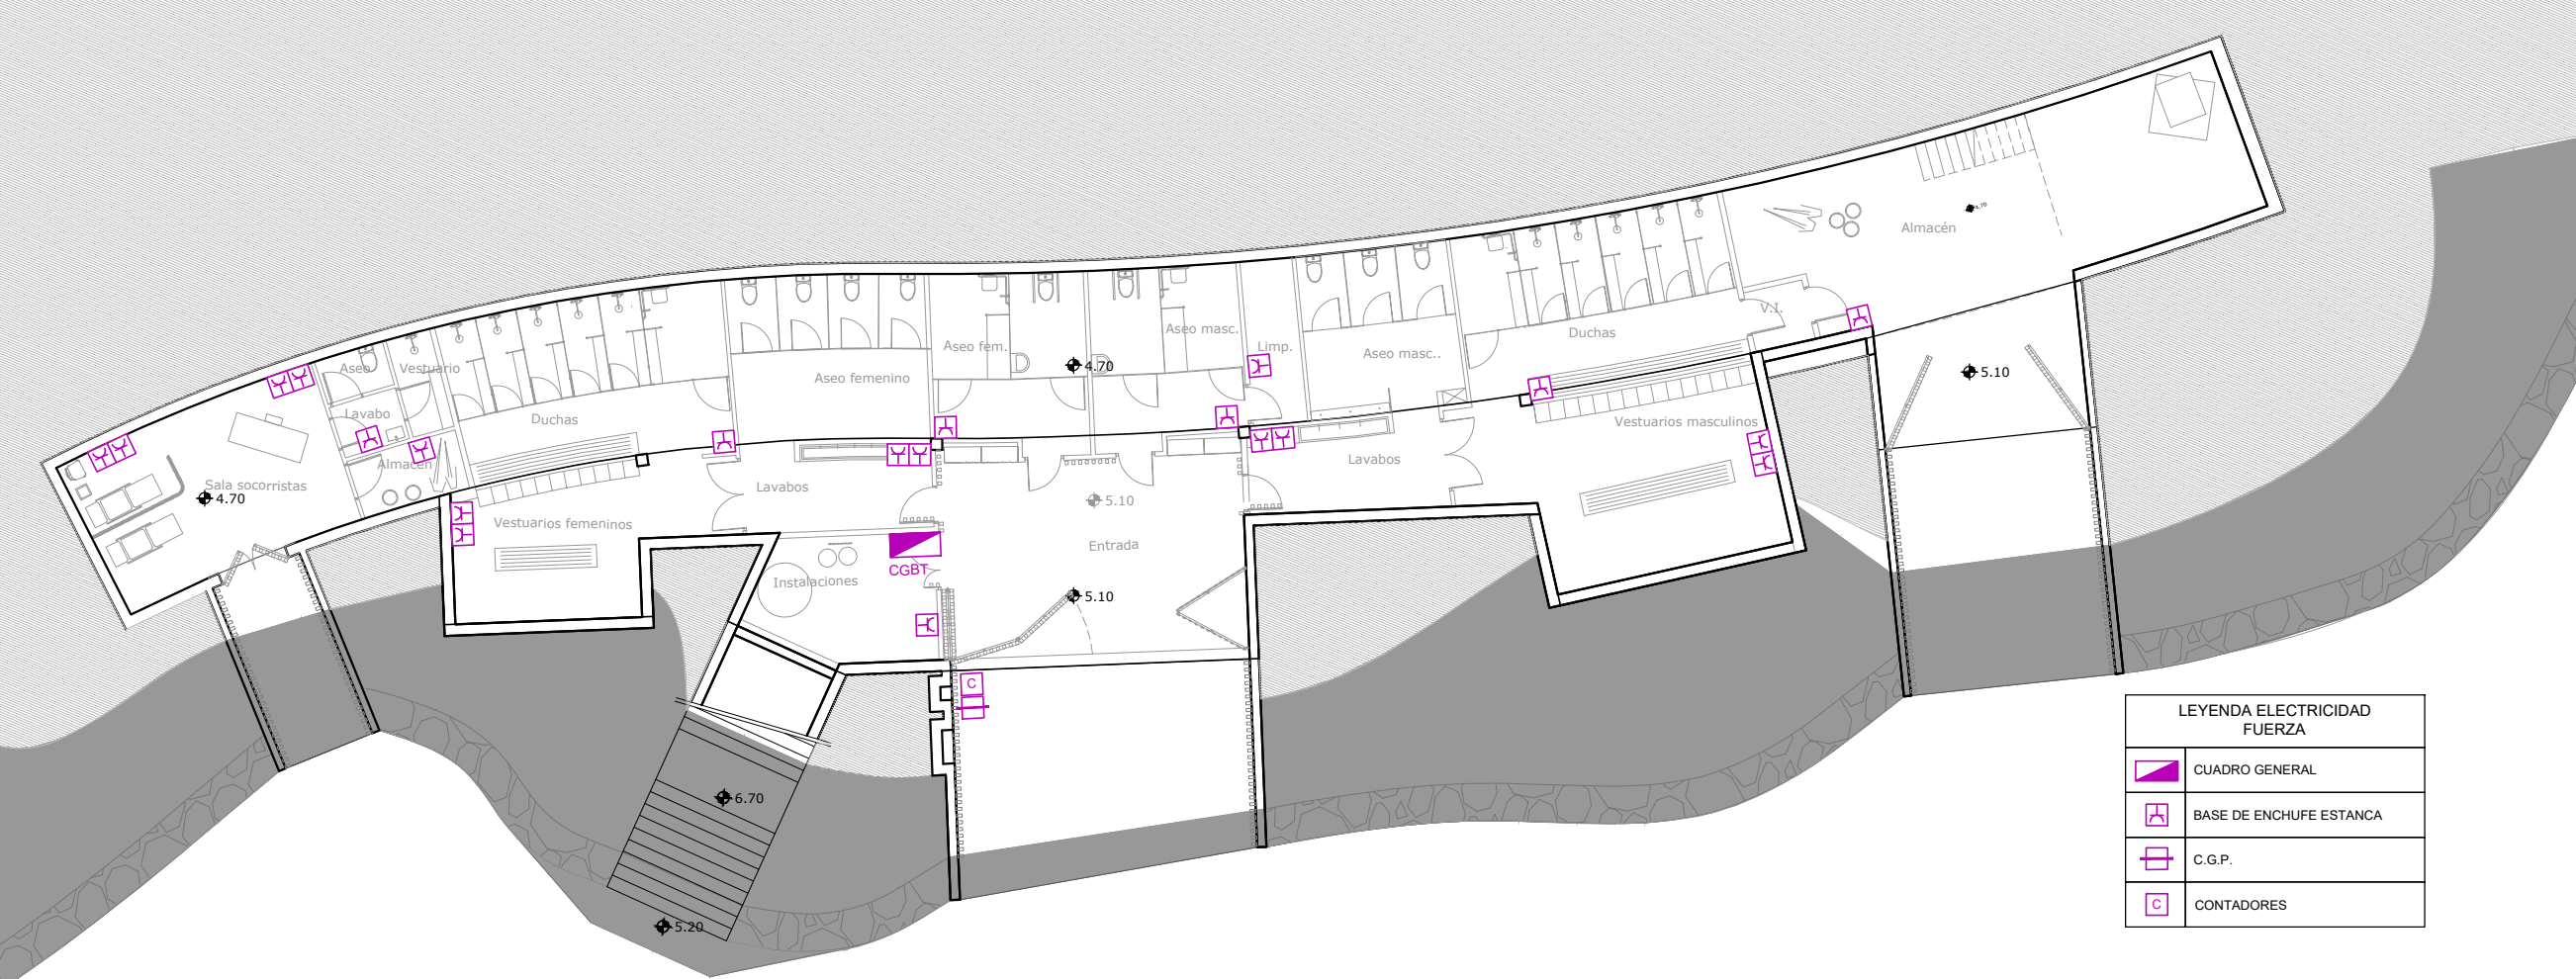 Almacén
4.70
Aseo
Vestuario
Lavabo
Almacén
Sala socorristas
4.70
Duchas
Vestuarios femeninos
Aseo femenino
Lavabos
Instalaciones
CGBT
Aseo fem.
4.70
Aseo masc.
Limp.
Aseo masc..
Duchas
V.I.
5.10
Vestuarios masculinos
Lavabos
5.10
Entrada
5.10
C
6.70
5.20
LEYENDA ELECTRICIDAD
FUERZA
CUADRO GENERAL
BASE DE ENCHUFE ESTANCA
C.G.P.
C CONTADORES